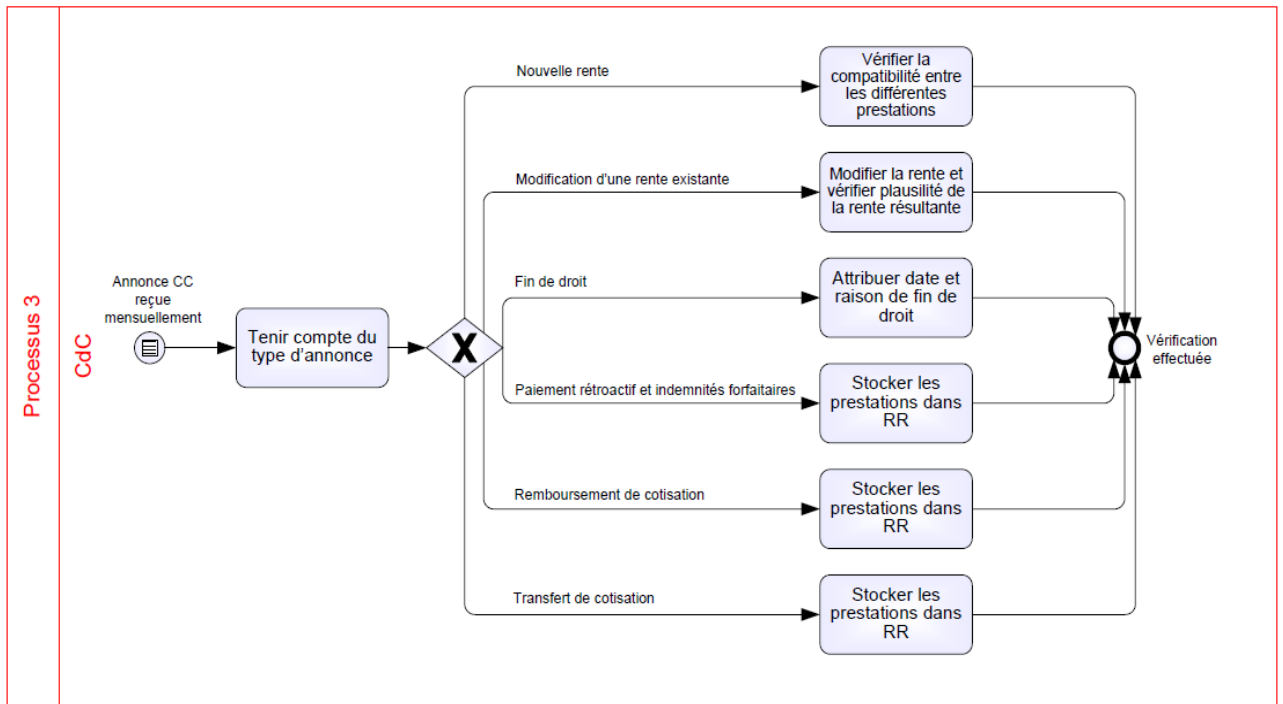 Processus 3
CdC
Annonce CC
reçue
mensuellement
Tenir compte du
type d'annonce
X
Nouvelle rente
Vérifier la
compatibilité entre
les différentes
prestations
Modification d'une rente existante
Modifier la rente et
vérifier plausilité de
la rente résultante
Fin de droit
Attribuer date et
raison de fin de
droit
Paiement rétroactif et indemnités forfaitaires
Stocker les
prestations dans
RR
Remboursement de cotisation
Stocker les
prestations dans
RR
Transfert de cotisation
Stocker les
prestations dans
RR
Vérification
effectuée